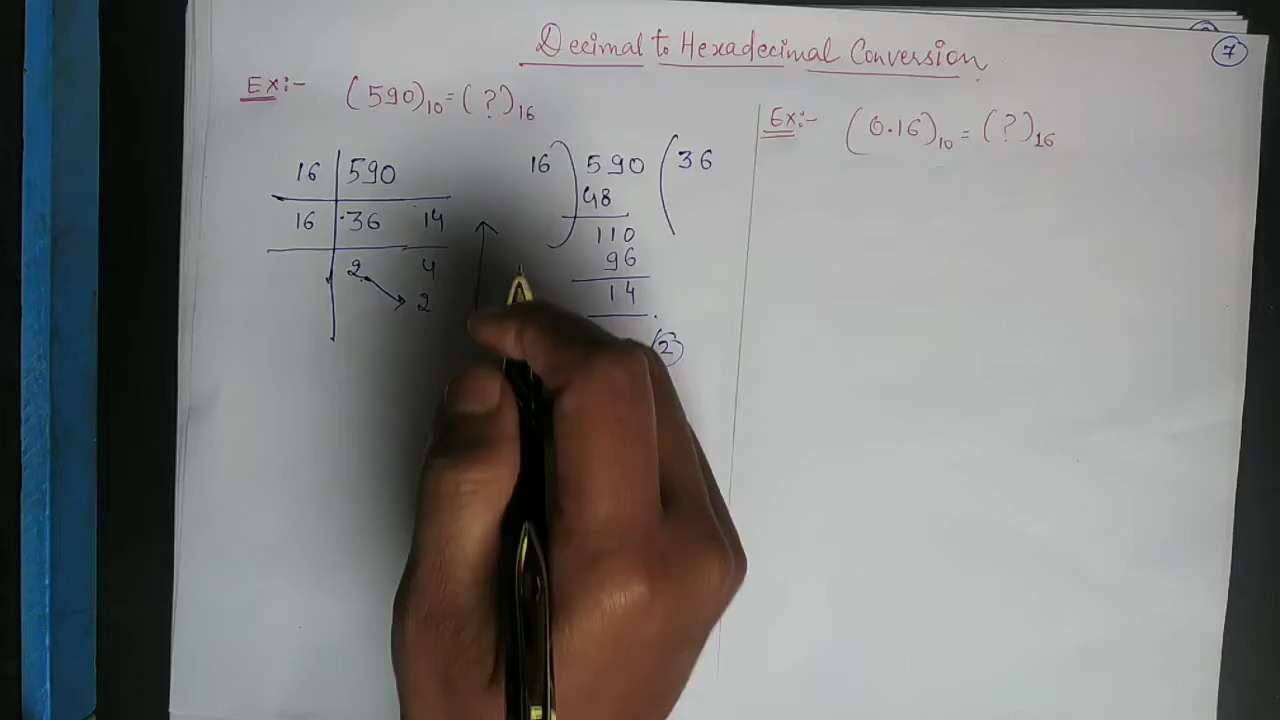 Decimal to Hexadecimal Conversion
7
Ex:- (590)10 = (?)16
16 | 590
16 | 36 14
2 4
2
16 ) 590 ( 36
48
110
96
14
2
Ex:- (0.16)10 = (?)16